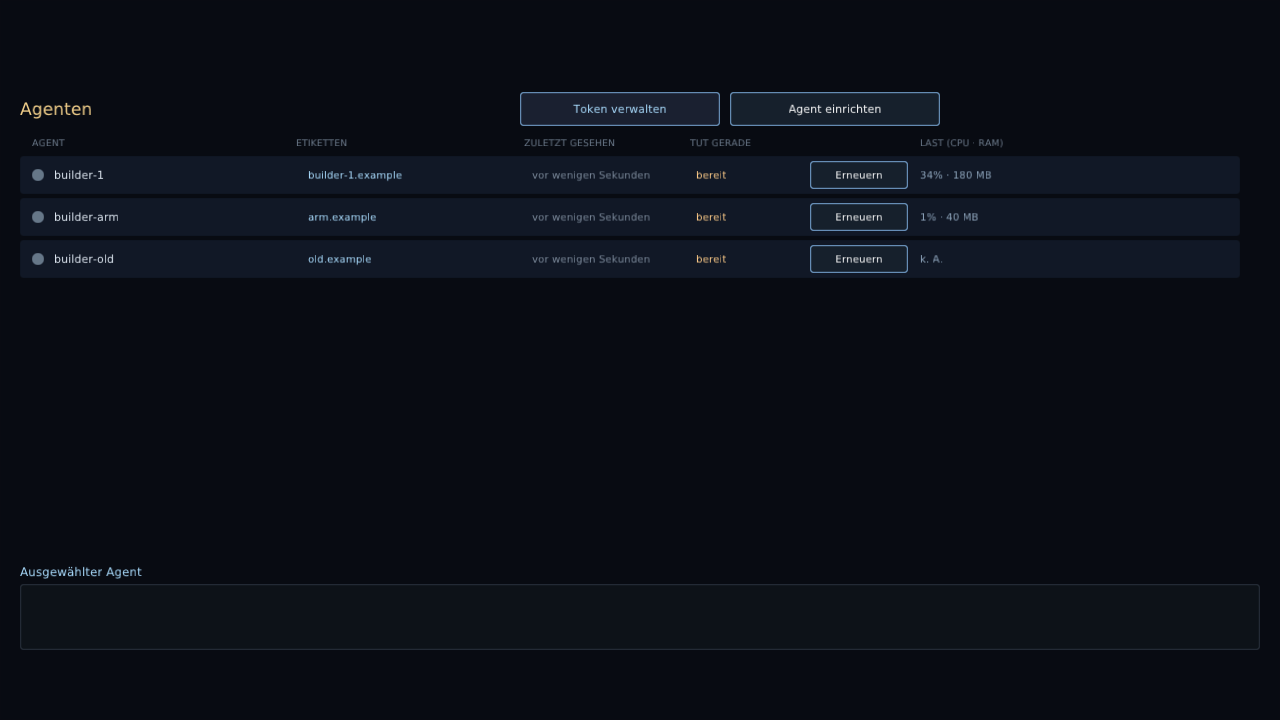 Agenten
Token verwalten
Agent einrichten
AGENT ETIKETTEN ZULETZT GESEHEN TUT GERADE LAST (CPU · RAM)
builder-1 builder-1.example vor wenigen Sekunden bereit Erneuern 34% · 180 MB
builder-arm arm.example vor wenigen Sekunden bereit Erneuern 1% · 40 MB
builder-old old.example vor wenigen Sekunden bereit Erneuern k. A.
Ausgewählter Agent